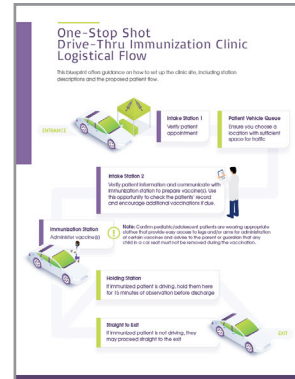 One-Stop Shot
Drive-Thru Immunization Clinic
Logistical Flow
This blueprint offers guidance on how to set up the clinic site, including station
descriptions and the proposed patient flow.
ENTRANCE
Intake Station 1
Verify patient
appointment
Patient Vehicle Queue
Ensure you choose a
location with sufficient
space for traffic
Intake Station 2
Verify patient information and communicate with
immunization station to prepare vaccine(s). Use
this opportunity to check the patients' record
and encourage additional vaccinations if due.
Immunization Station
Administer vaccine(s)
Note: Confirm pediatric/adolescent patients are wearing appropriate
clothes that provide easy access to legs and/or arms for administration
of certain vaccines and advise to the parent or guardian that any
child in a car seat must not be removed during the vaccination.
Holding Station
If immunized patient is driving, hold them here
for 15 minutes of observation before discharge
Straight to Exit
If immunized patient is not driving, they
may proceed straight to the exit
EXIT